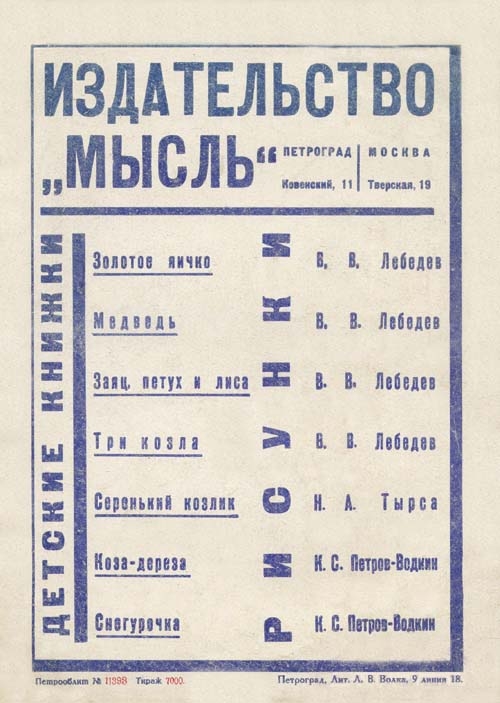 ИЗДАТЕЛЬСТВО
„МЫСЛЬ“
ПЕТРОГРАД МОСКВА
Ковенский, 11 Тверская, 19
ДЕТСКИЕ КНИЖКИ
РИСУНКИ
Золотое яичко В. В. Лебедев
Медведь В. В. Лебедев
Заяц, петух и лиса В. В. Лебедев
Три козла В. В. Лебедев
Серенький козлик Н. А. Тырса
Коза-дереза К. С. Петров-Водкин
Снегурочка К. С. Петров-Водкин
Петрооблит № 11398 Тираж 7000. Петроград, Лит. Л. В. Волка, 9 линия 18.